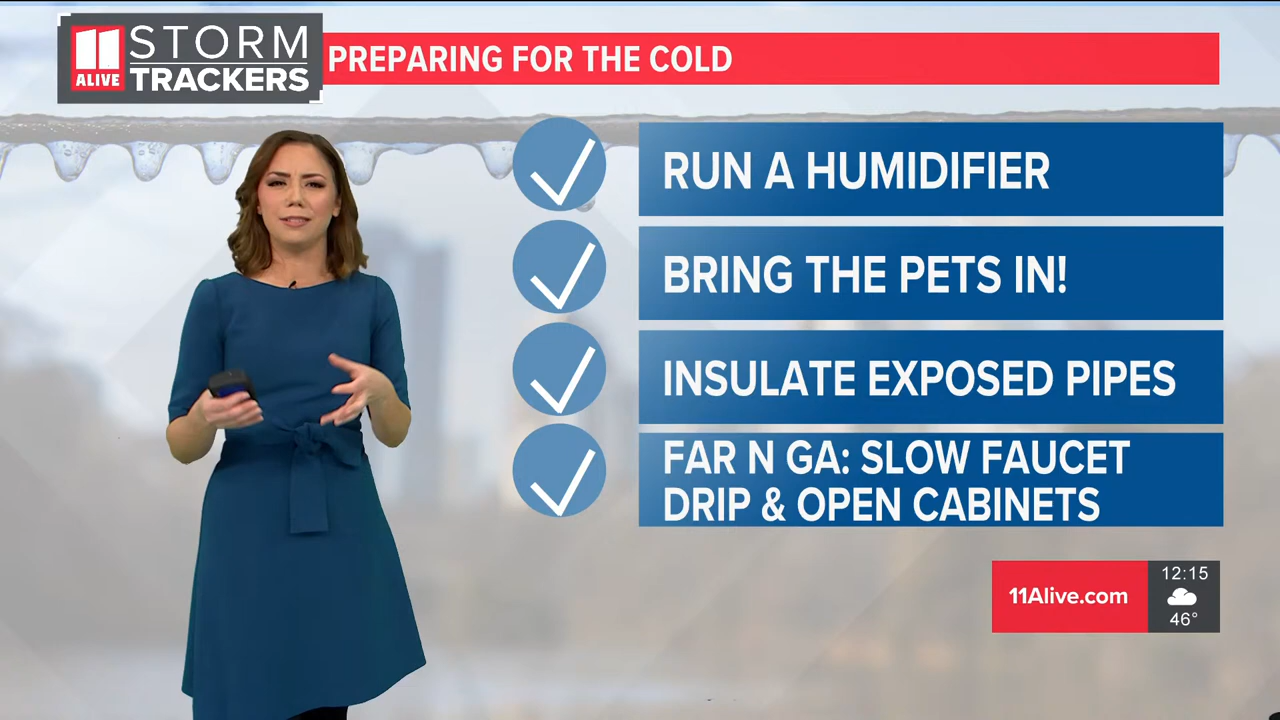 11
ALIVE
STORM
TRACKERS
PREPARING FOR THE COLD
RUN A HUMIDIFIER
BRING THE PETS IN!
INSULATE EXPOSED PIPES
FAR N GA: SLOW FAUCET
DRIP & OPEN CABINETS
11Alive.com
12:15
46°